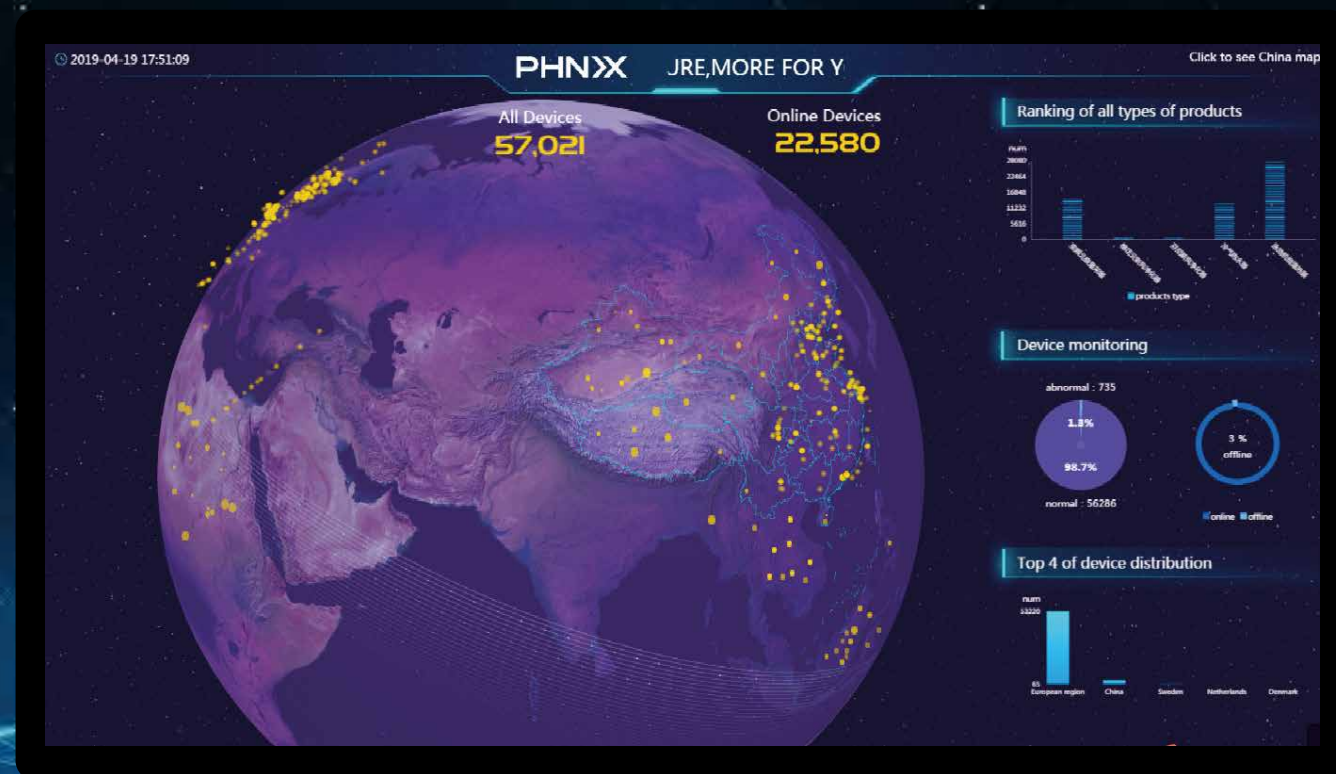 2019-04-19 17:51:09
PHNIX JRE,MORE FOR Y
Click to see China map
All Devices
57,021
Online Devices
22,580
Ranking of all types of products
num
28080
22464
16848
11232
5616
0
products type
Device monitoring
abnormal : 735
1.3%
98.7%
normal : 56286
3 %
offline
online offline
Top 4 of device distribution
num
53220
65
European region China Sweden Netherlands Denmark